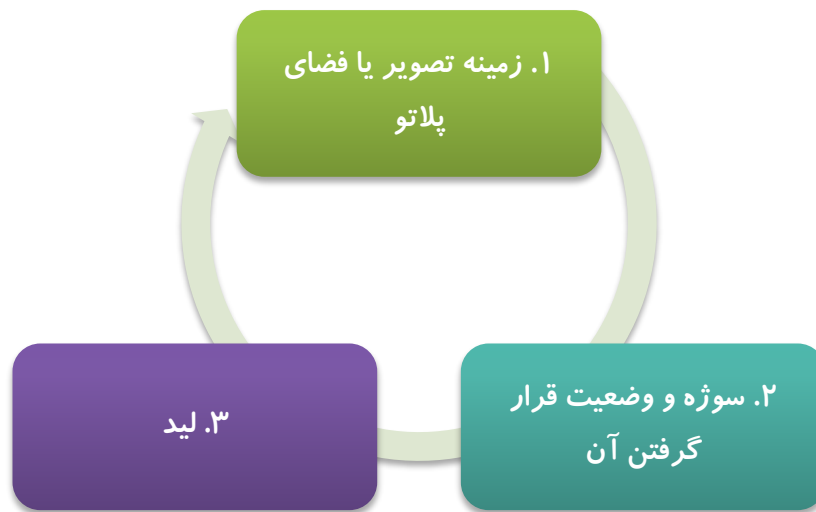 ۱. زمینه تصویر یا فضای
پلاتو
۲. سوژه و وضعیت قرار
گرفتن آن
۳. لید